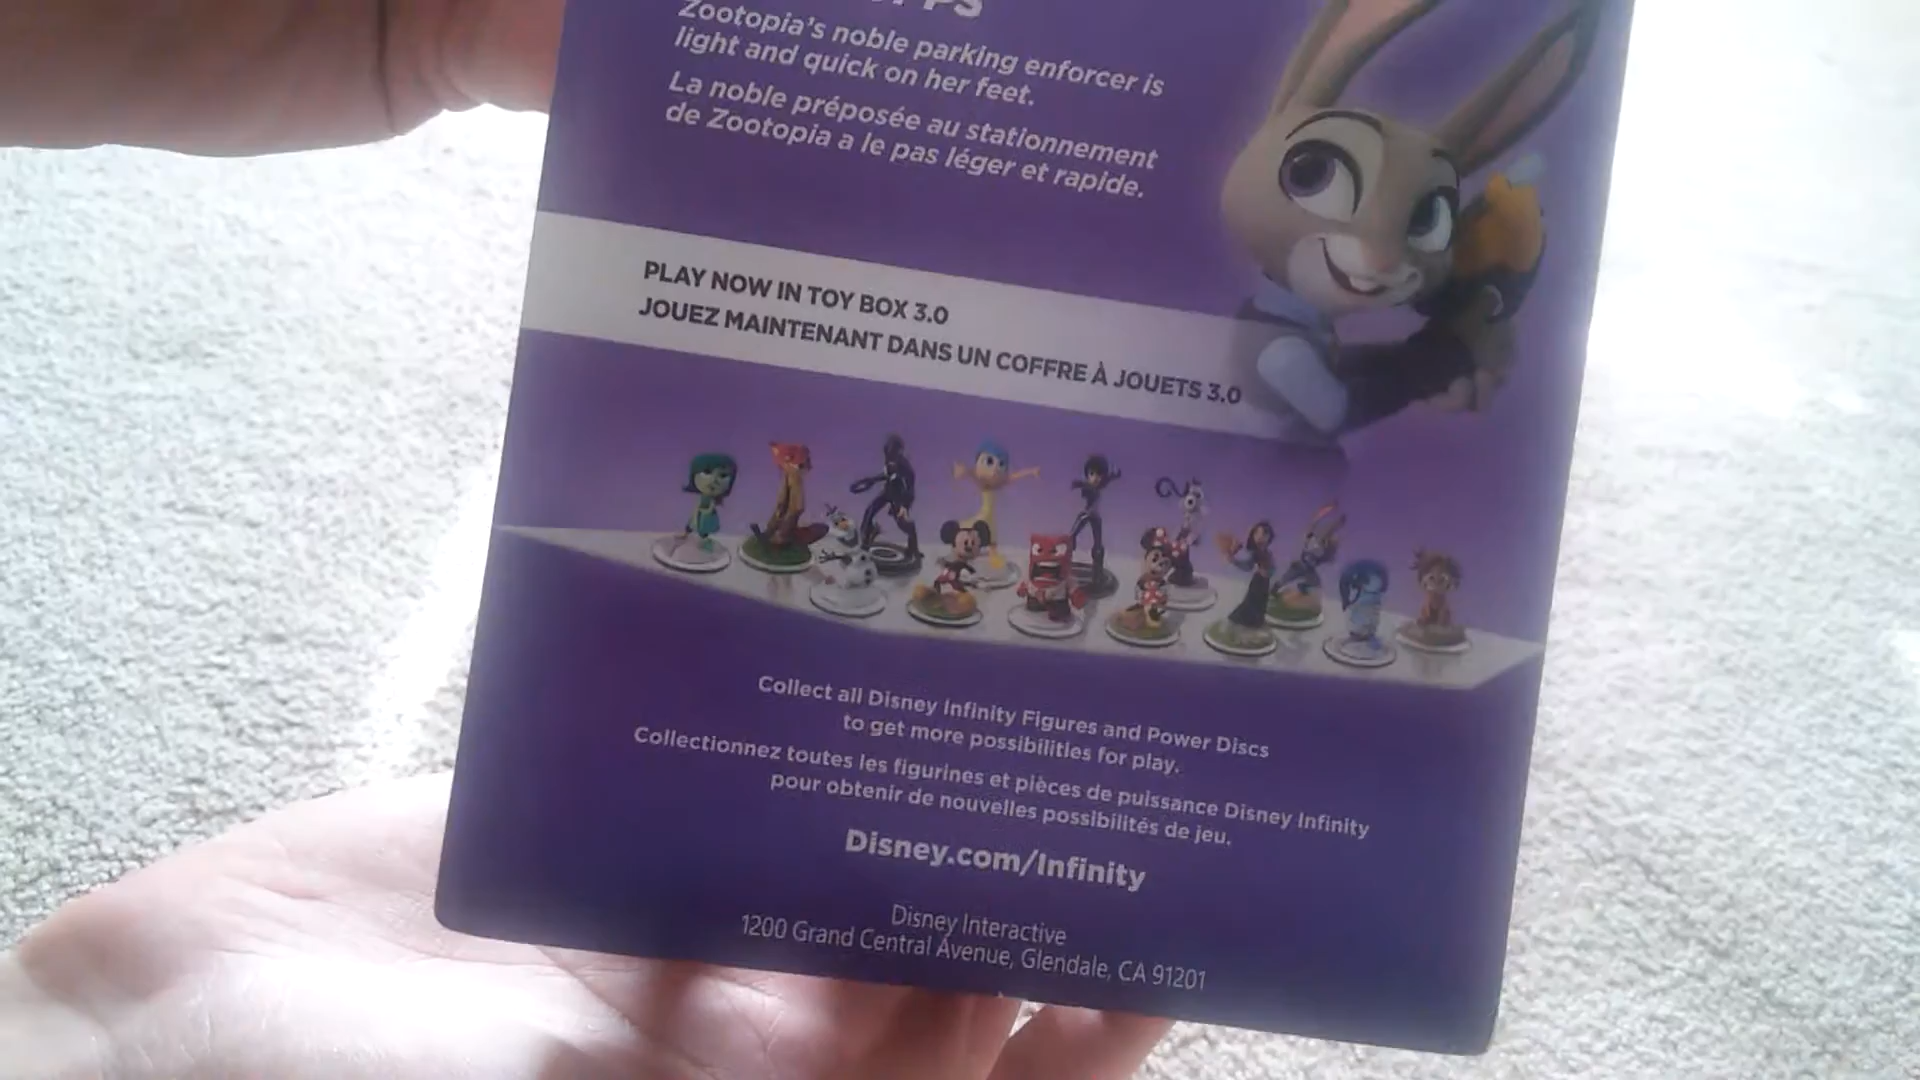 Zootopia's noble parking enforcer is
light and quick on her feet.
La noble préposée au stationnement
de Zootopia a le pas léger et rapide.
PLAY NOW IN TOY BOX 3.0
JOUEZ MAINTENANT DANS UN COFFRE À JOUETS 3.0
Collect all Disney Infinity Figures and Power Discs
to get more possibilities for play.
Collectionnez toutes les figurines et pièces de puissance Disney Infinity
pour obtenir de nouvelles possibilités de jeu.
Disney.com/Infinity
Disney Interactive
1200 Grand Central Avenue, Glendale, CA 91201